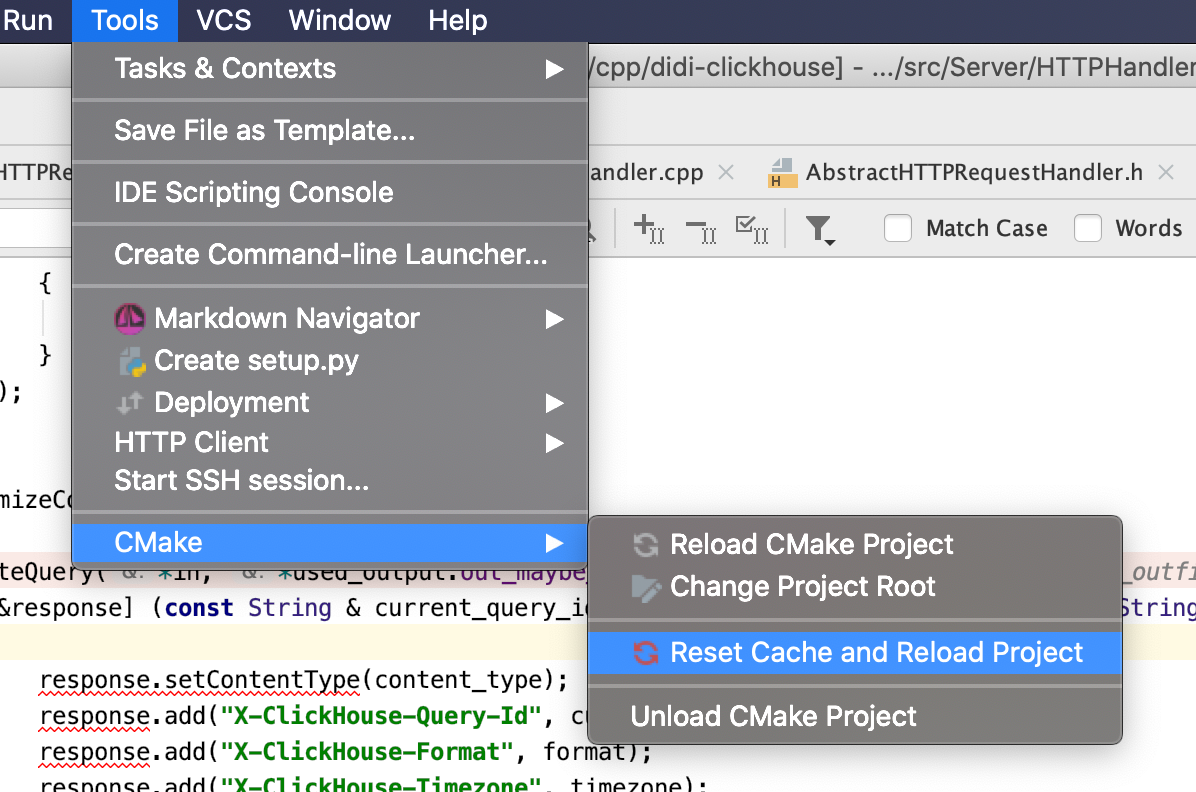 Run Tools VCS Window Help
Tasks & Contexts
/cpp/didi-clickhouse] - .../src/Server/HTTPHandler
Save File as Template...
HTTPRe
andler.cpp
AbstractHTTPRequestHandler.h
IDE Scripting Console
Match Case
Words
Create Command-line Launcher...
{
Markdown Navigator
}
Create setup.py
);
Deployment
HTTP Client
Start SSH session...
mizeCo
CMake
Reload CMake Project
teQuery( &: *in, &: *used_output.out_maybe_
_outfi
Change Project Root
&response] (const String & current_query_id
String
Reset Cache and Reload Project
response.setContentType(content_type);
response.add("X-ClickHouse-Query-Id", cu
Unload CMake Project
response.add("X-ClickHouse-Format", format);
response.add("X-ClickHouse-Timezone", timezone);